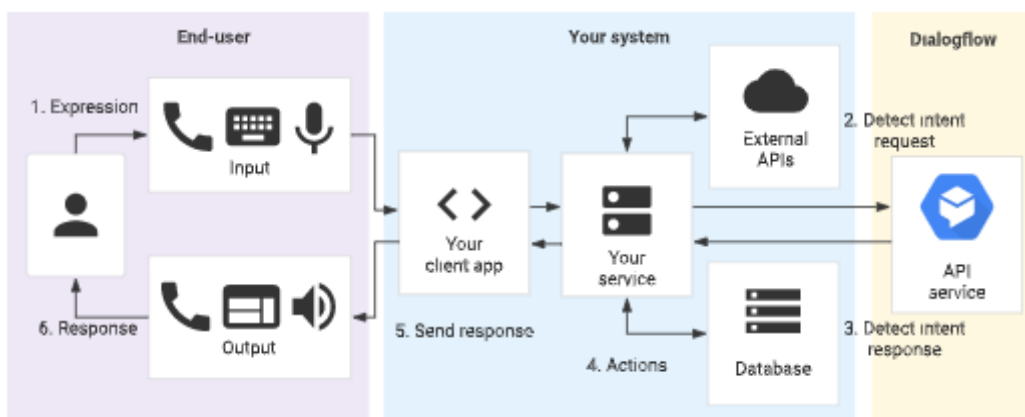 End-user
Your system
Dialogflow
1. Expression
Input
External
APIs
2. Detect intent
request
Your
client app
Your
service
API
service
6. Response
Output
5. Send response
4. Actions
Database
3. Detect intent
response